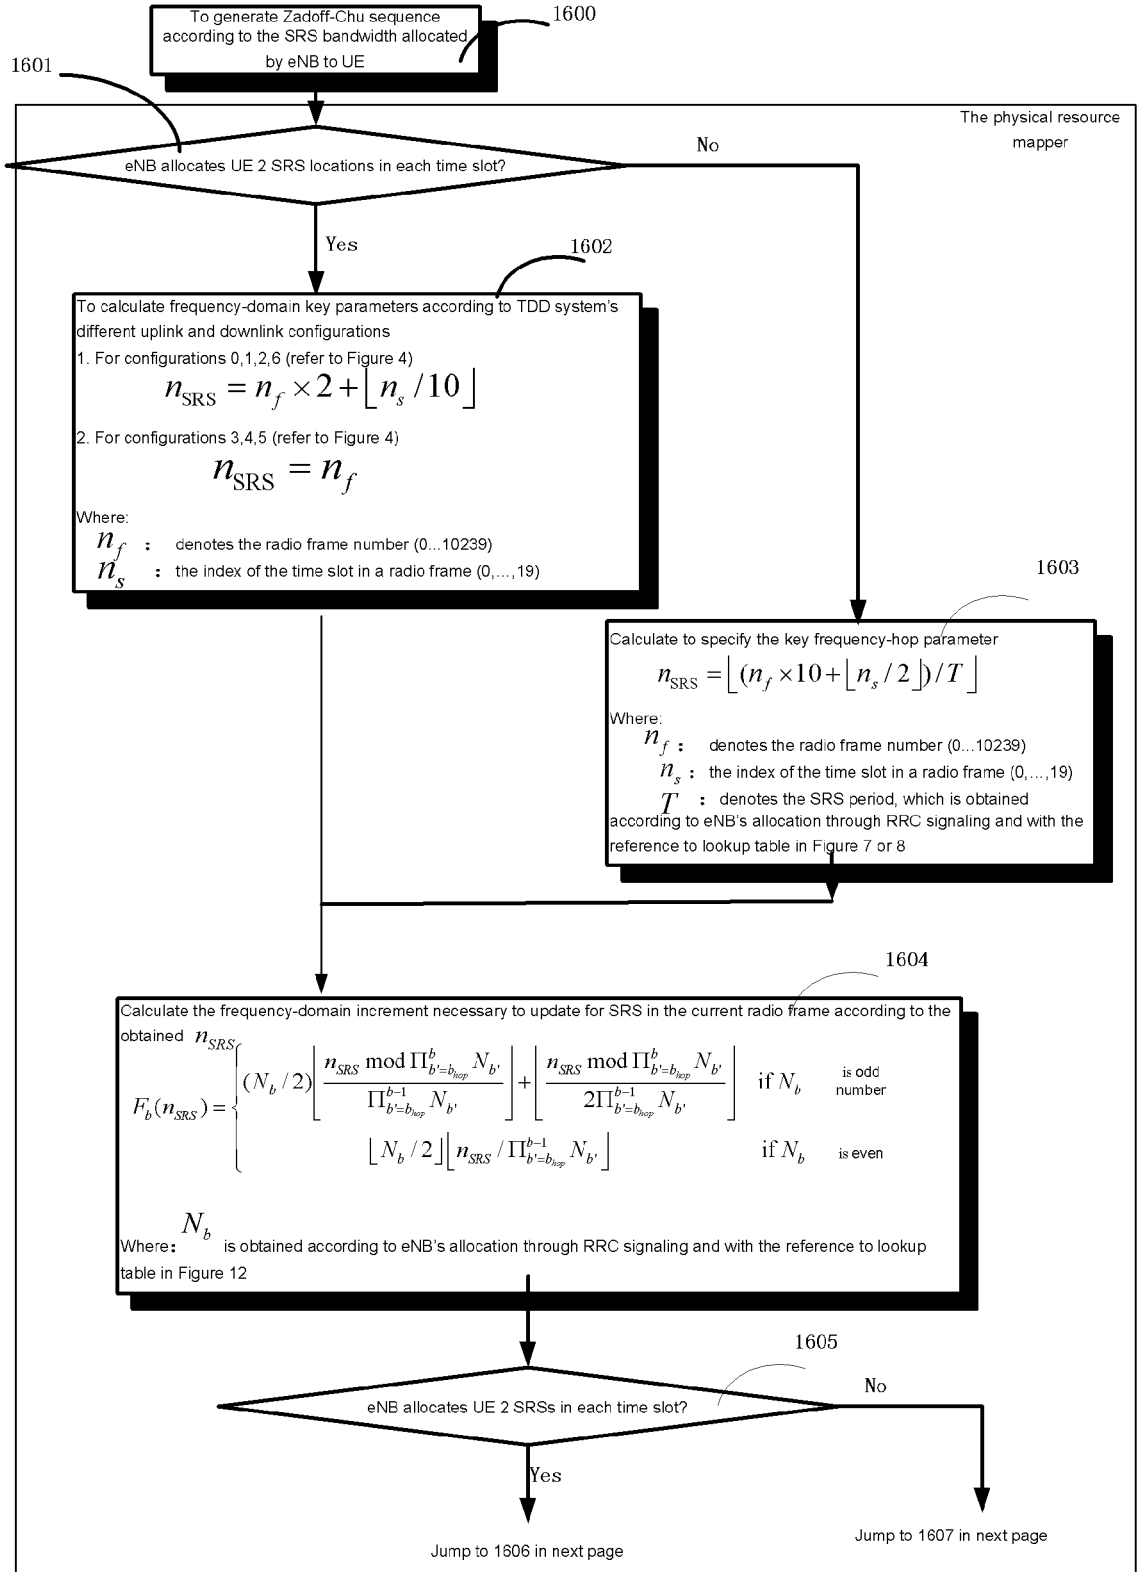 To generate Zadoff-Chu sequence
according to the SRS bandwidth allocated
by eNB to UE
1600
1601
The physical resource
mapper
eNB allocates UE 2 SRS locations in each time slot?
No
Yes
1602
To calculate frequency-domain key parameters according to TDD system's
different uplink and downlink configurations
1. For configurations 0,1,2,6 (refer to Figure 4)
n_SRS = n_f × 2 + ⌊n_s / 10⌋
2. For configurations 3,4,5 (refer to Figure 4)
n_SRS = n_f
Where:
n_f : denotes the radio frame number (0...10239)
n_s : the index of the time slot in a radio frame (0,...,19)
1603
Calculate to specify the key frequency-hop parameter
n_SRS = ⌊(n_f × 10 + ⌊n_s / 2⌋) / T⌋
Where:
n_f : denotes the radio frame number (0...10239)
n_s : the index of the time slot in a radio frame (0,...,19)
T : denotes the SRS period, which is obtained
according to eNB's allocation through RRC signaling and with the
reference to lookup table in Figure 7 or 8
1604
Calculate the frequency-domain increment necessary to update for SRS in the current radio frame according to the
obtained n_SRS
F_b(n_SRS) = { (N_b / 2) ⌊(n_SRS mod Π_{b'=b_hop}^{b} N_b') / (Π_{b'=b_hop}^{b-1} N_b')⌋ + ⌊(n_SRS mod Π_{b'=b_hop}^{b} N_b') / (2Π_{b'=b_hop}^{b-1} N_b')⌋ if N_b is odd number
⌊N_b / 2⌋ ⌊n_SRS / Π_{b'=b_hop}^{b-1} N_b'⌋ if N_b is even
Where: N_b is obtained according to eNB's allocation through RRC signaling and with the reference to lookup
table in Figure 12
1605
eNB allocates UE 2 SRSs in each time slot?
No
Yes
Jump to 1606 in next page
Jump to 1607 in next page